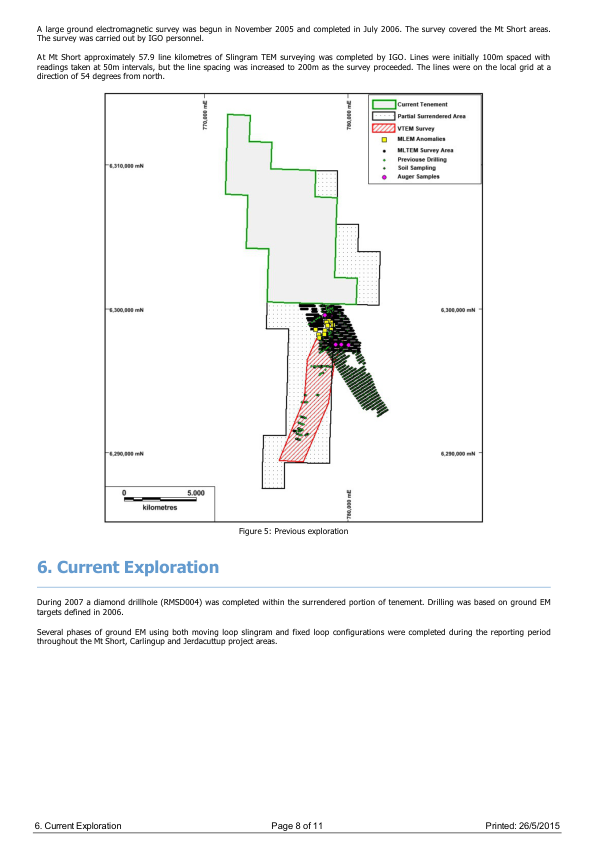 A large ground electromagnetic survey was begun in November 2005 and completed in July 2006. The survey covered the Mt Short areas.
The survey was carried out by IGO personnel.
At Mt Short approximately 57.9 line kilometres of Slingram TEM surveying was completed by IGO. Lines were initially 100m spaced with
readings taken at 50m intervals, but the line spacing was increased to 200m as the survey proceeded. The lines were on the local grid at a
direction of 54 degrees from north.
770,000 mE
780,000 mE
Current Tenement
Partial Surrendered Area
VTEM Survey
MLEM Anomalies
MLTEM Survey Area
Previouse Drilling
Soil Sampling
Auger Samples
6,310,000 mN
6,300,000 mN
6,300,000 mN
6,290,000 mN
6,290,000 mN
0 5,000
kilometres
780,000 mE
Figure 5: Previous exploration
6. Current Exploration
During 2007 a diamond drillhole (RMSD004) was completed within the surrendered portion of tenement. Drilling was based on ground EM
targets defined in 2006.
Several phases of ground EM using both moving loop slingram and fixed loop configurations were completed during the reporting period
throughout the Mt Short, Carlingup and Jerdacuttup project areas.
6. Current Exploration Page 8 of 11 Printed: 26/5/2015